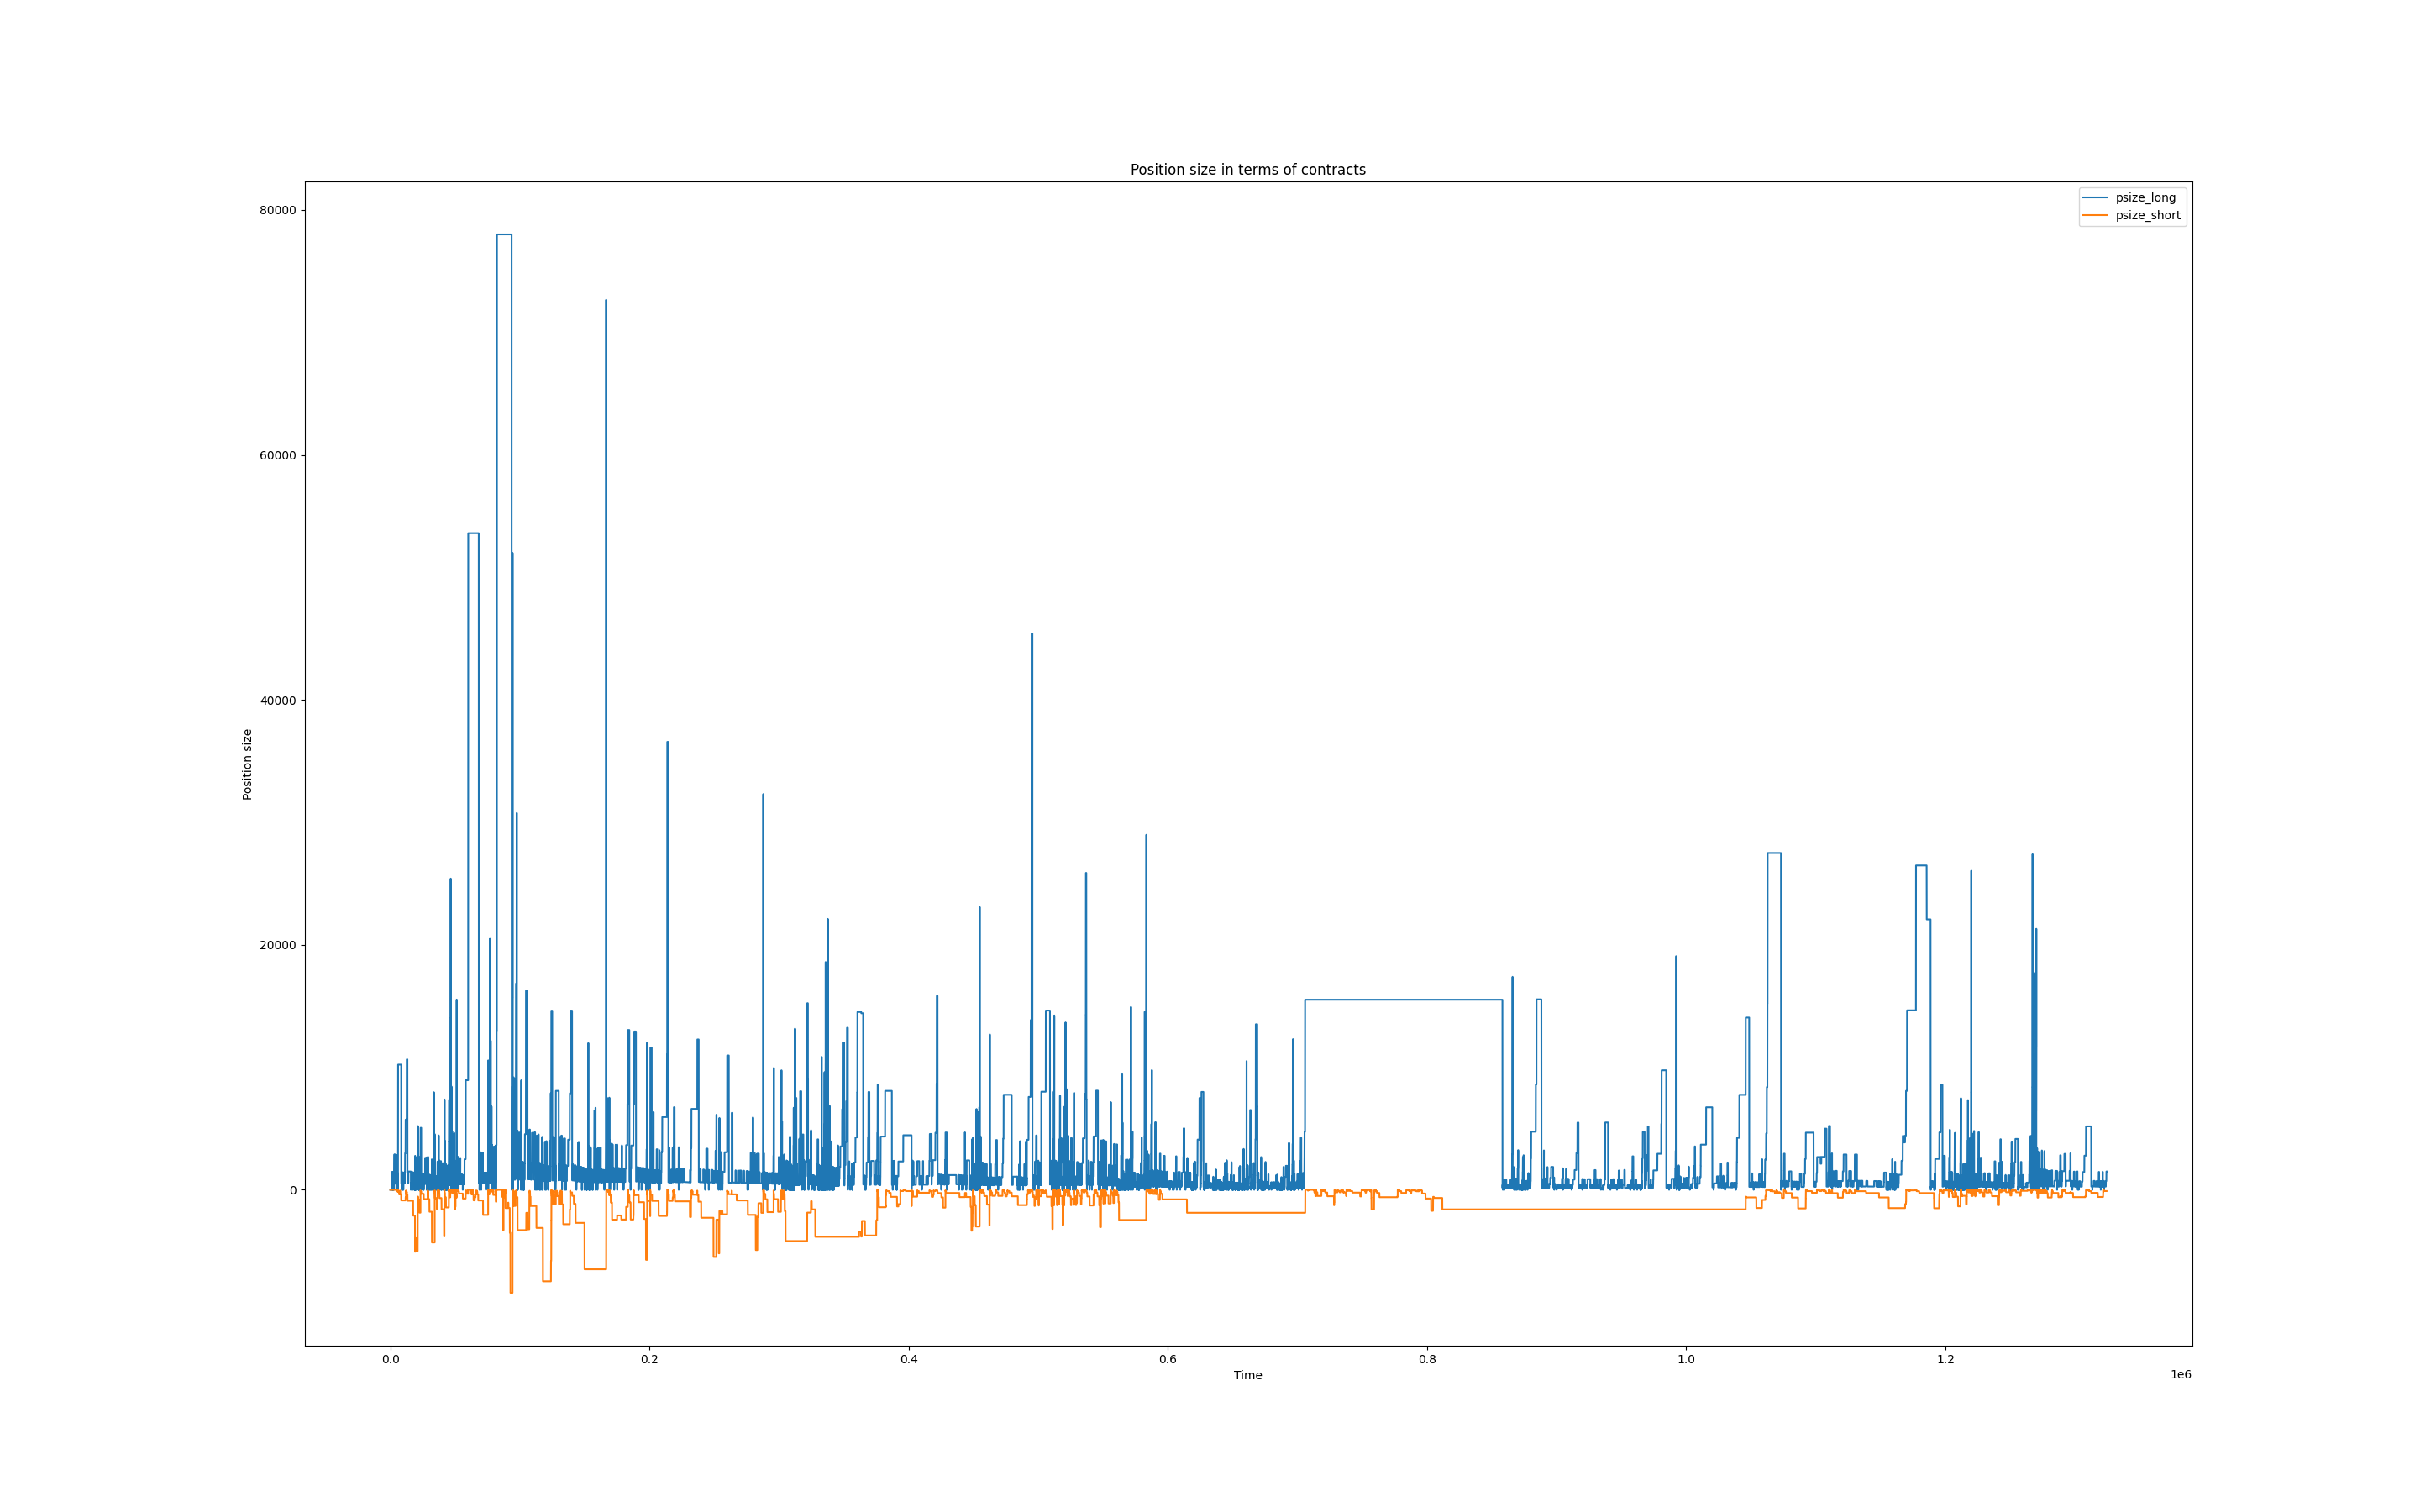 Position size in terms of contracts
psize_long
psize_short
80000
60000
40000
20000
0
Position size
0.0
0.2
0.4
0.6
0.8
1.0
1.2
1e6
Time